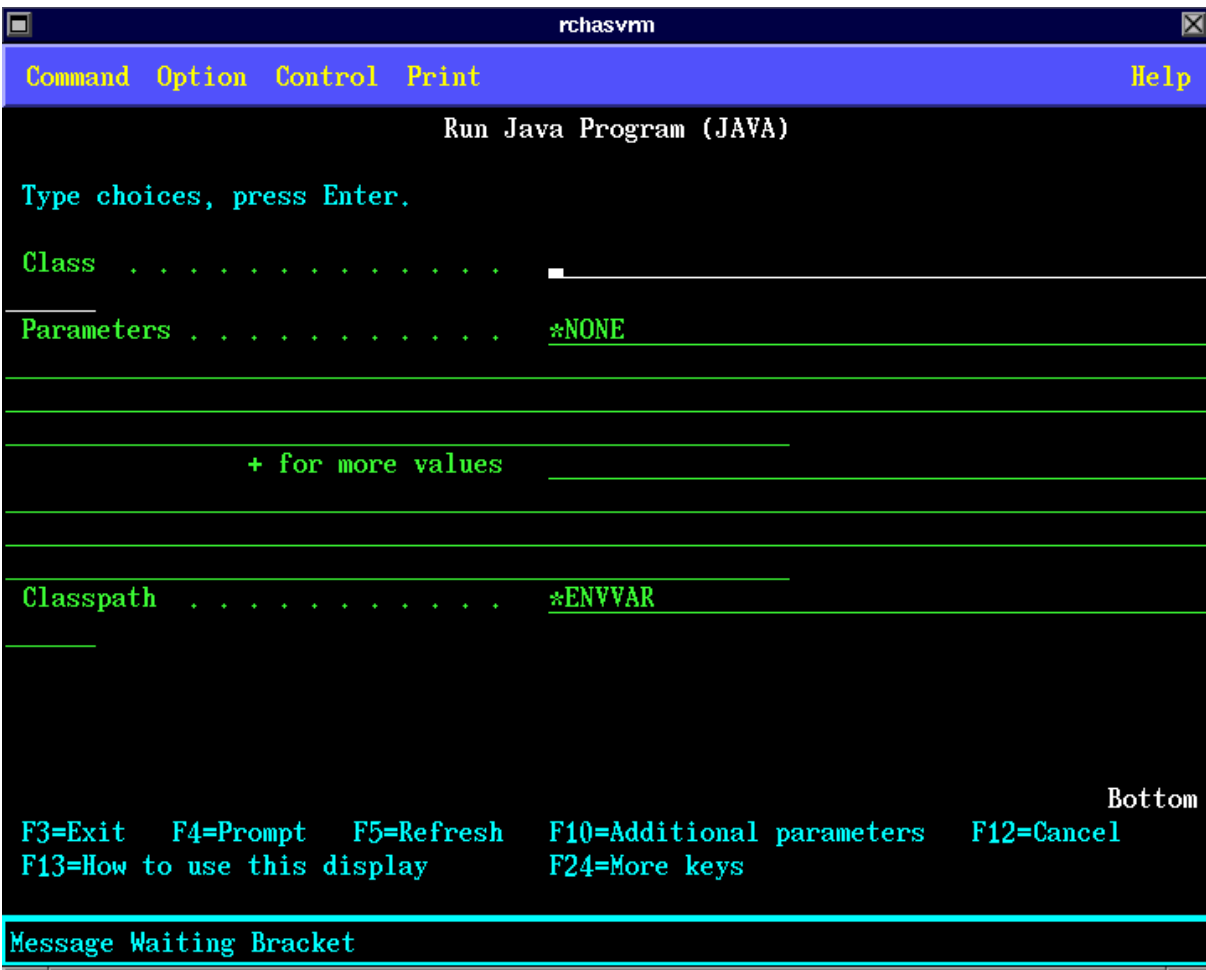 rchasvrm
Command Option Control Print Help
Run Java Program (JAVA)
Type choices, press Enter.
Class . . . . . . . . . . . . .
Parameters . . . . . . . . . . . *NONE
+ for more values
Classpath . . . . . . . . . . . *ENVVAR
Bottom
F3=Exit F4=Prompt F5=Refresh F10=Additional parameters F12=Cancel
F13=How to use this display F24=More keys
Message Waiting Bracket